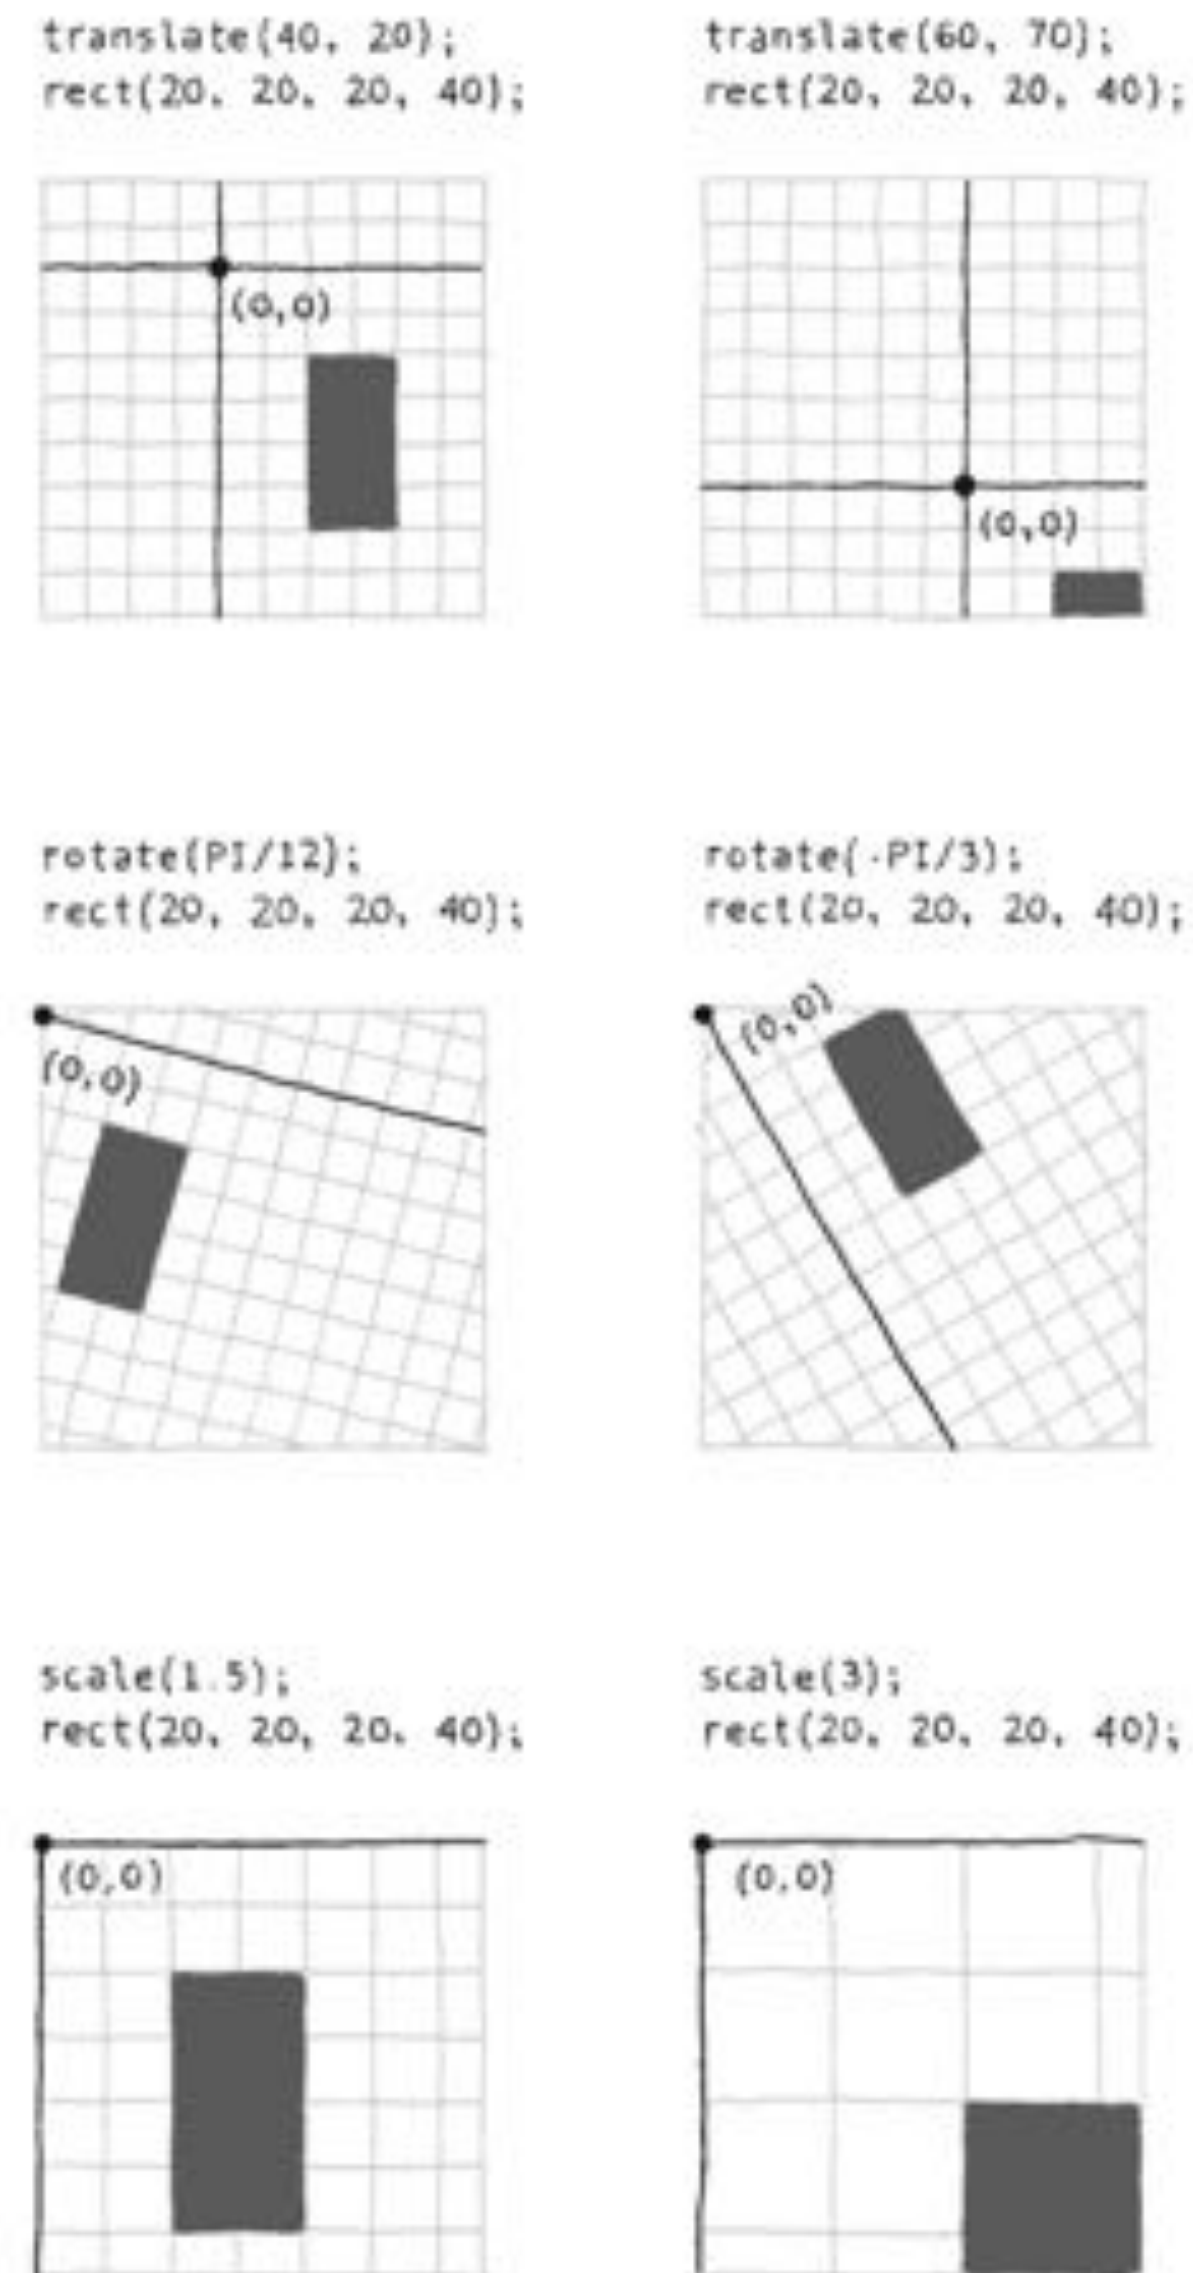 translate(40, 20);
rect(20, 20, 20, 40);
(0,0)
translate(60, 70);
rect(20, 20, 20, 40);
(0,0)
rotate(PI/12);
rect(20, 20, 20, 40);
(0,0)
rotate(-PI/3);
rect(20, 20, 20, 40);
(0,0)
scale(1.5);
rect(20, 20, 20, 40);
(0,0)
scale(3);
rect(20, 20, 20, 40);
(0,0)